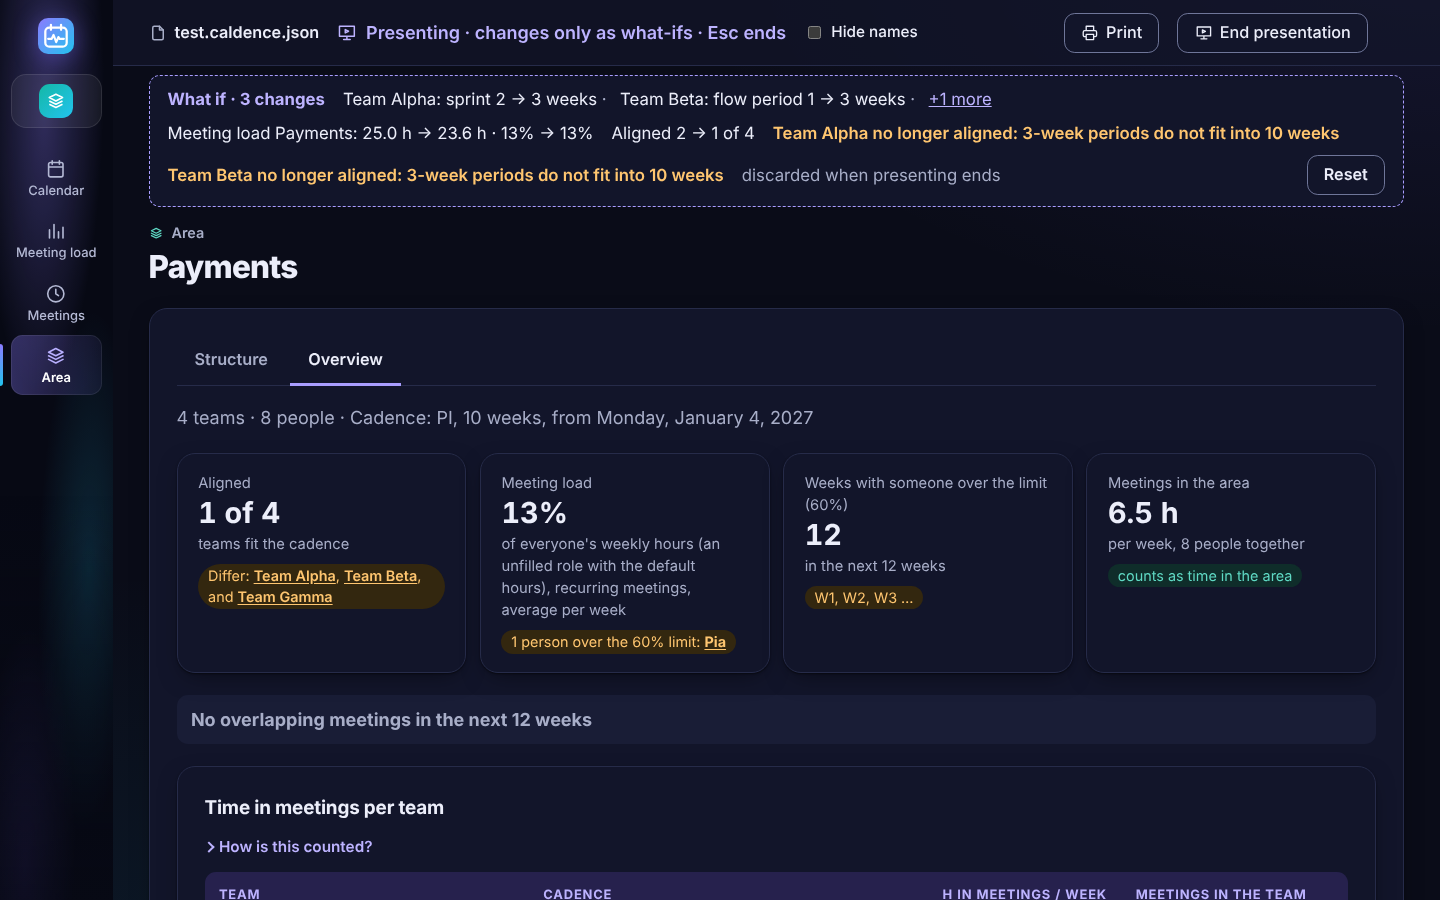 test.caldence.json
Presenting · changes only as what-ifs · Esc ends
Hide names
Print
End presentation
What if · 3 changes Team Alpha: sprint 2 → 3 weeks · Team Beta: flow period 1 → 3 weeks · +1 more
Meeting load Payments: 25.0 h → 23.6 h · 13% → 13% Aligned 2 → 1 of 4 Team Alpha no longer aligned: 3-week periods do not fit into 10 weeks
Team Beta no longer aligned: 3-week periods do not fit into 10 weeks discarded when presenting ends
Reset
Calendar
Meeting load
Meetings
Area
Area
Payments
Structure
Overview
4 teams · 8 people · Cadence: PI, 10 weeks, from Monday, January 4, 2027
Aligned
1 of 4
teams fit the cadence
Differ: Team Alpha, Team Beta,
and Team Gamma
Meeting load
13%
of everyone's weekly hours (an
unfilled role with the default
hours), recurring meetings,
average per week
1 person over the 60% limit: Pia
Weeks with someone over the limit
(60%)
12
in the next 12 weeks
W1, W2, W3 ...
Meetings in the area
6.5 h
per week, 8 people together
counts as time in the area
No overlapping meetings in the next 12 weeks
Time in meetings per team
How is this counted?
TEAM
CADENCE
H IN MEETINGS / WEEK
MEETINGS IN THE TEAM